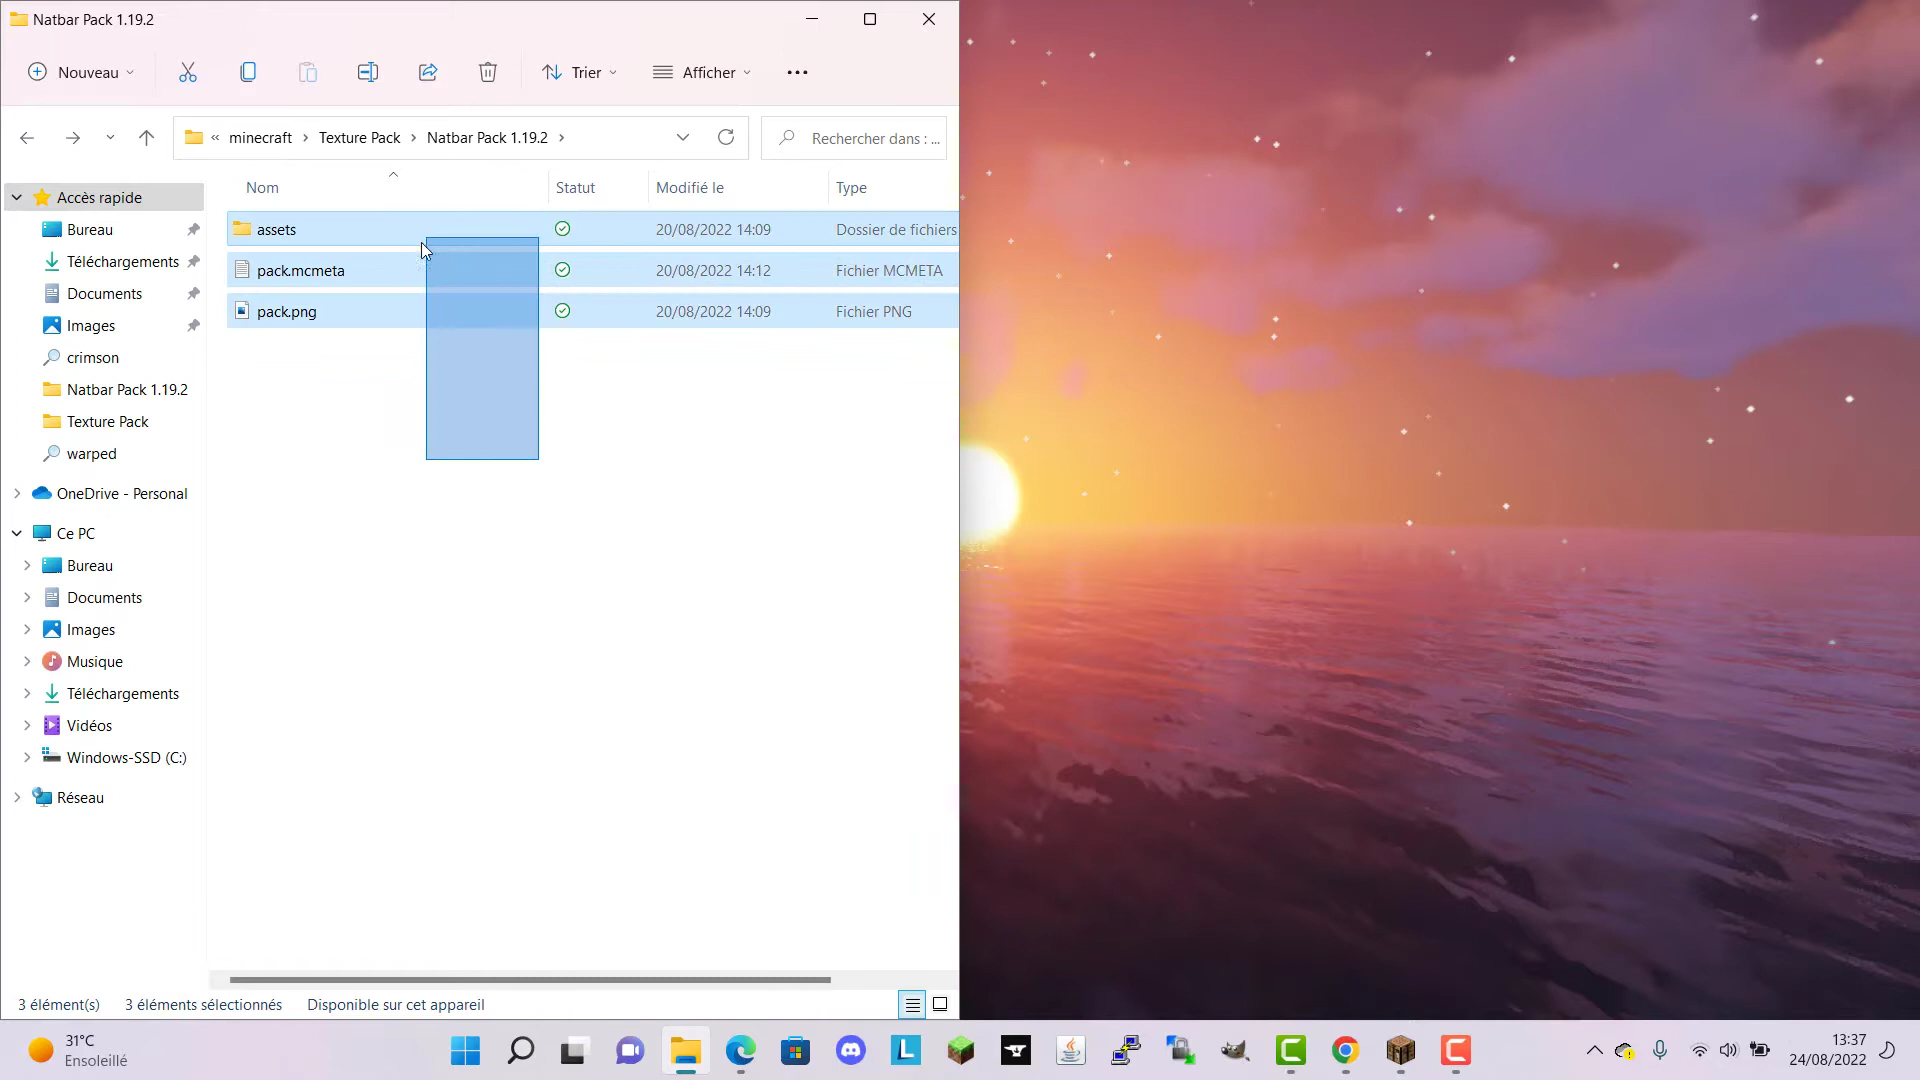 Natbar Pack 1.19.2
Nouveau
Trier
Afficher
« minecraft > Texture Pack > Natbar Pack 1.19.2 >
Rechercher dans : ...
Nom Statut Modifié le Type
Accès rapide
Bureau
Téléchargements
Documents
Images
crimson
Natbar Pack 1.19.2
Texture Pack
warped
OneDrive - Personal
Ce PC
Bureau
Documents
Images
Musique
Téléchargements
Vidéos
Windows-SSD (C:)
Réseau
assets 20/08/2022 14:09 Dossier de fichiers
pack.mcmeta 20/08/2022 14:12 Fichier MCMETA
pack.png 20/08/2022 14:09 Fichier PNG
3 élément(s) 3 éléments sélectionnés Disponible sur cet appareil
31°C
Ensoleillé
13:37
24/08/2022